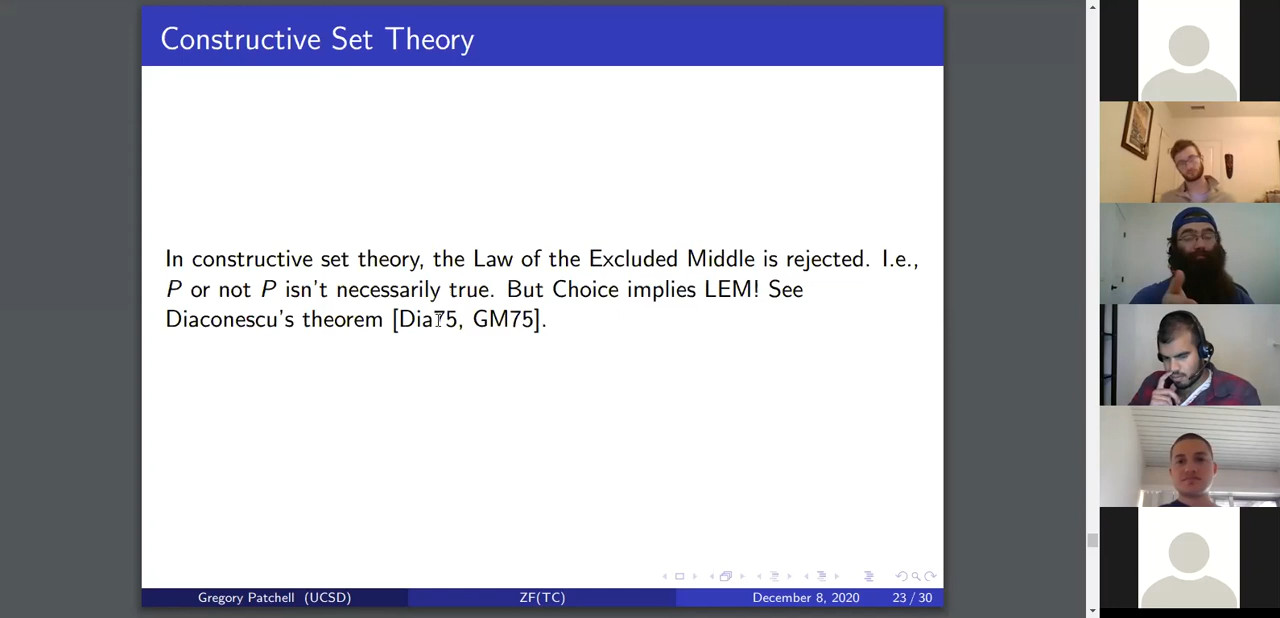 Constructive Set Theory
In constructive set theory, the Law of the Excluded Middle is rejected. I.e.,
P or not P isn't necessarily true. But Choice implies LEM! See
Diaconescu's theorem [Dia75, GM75].
Gregory Patchell (UCSD) ZF(TC) December 8, 2020 23 / 30